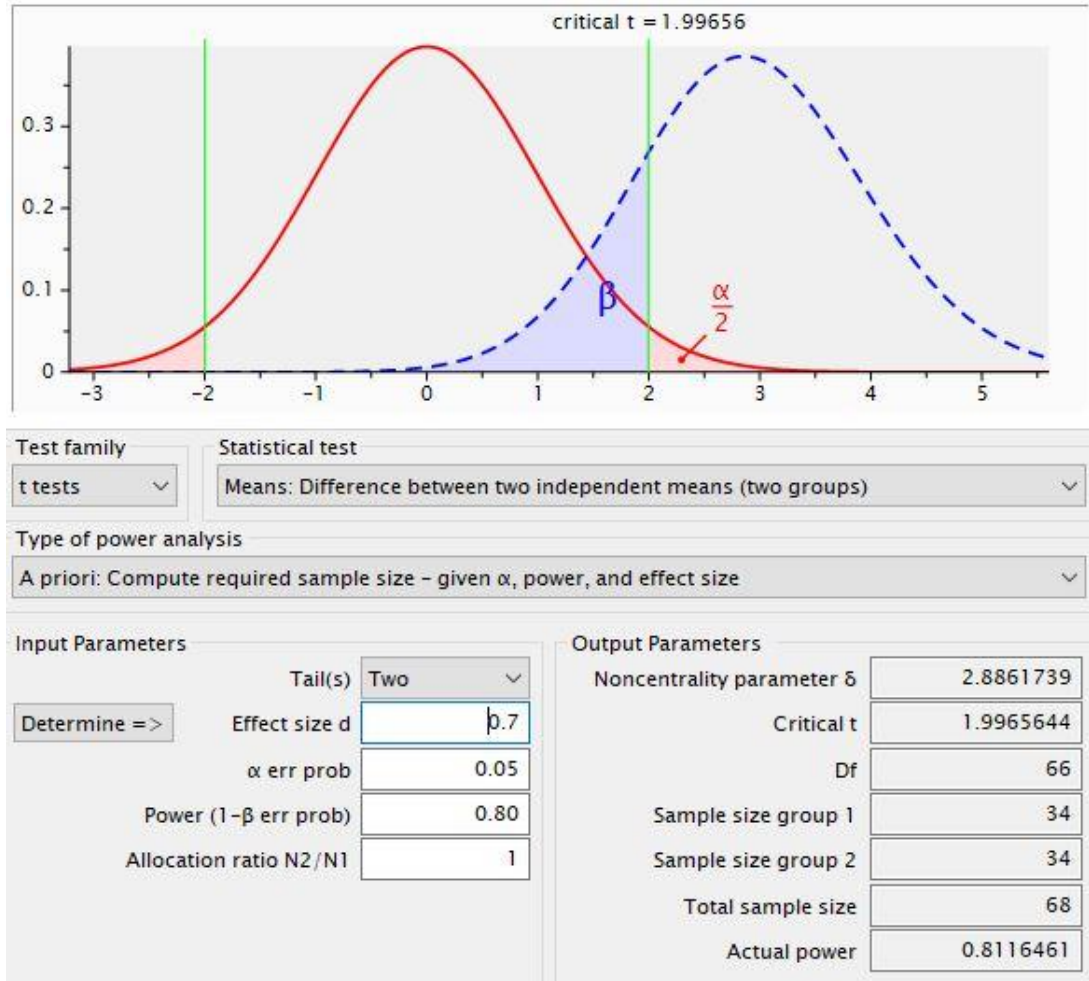 critical t = 1.99656
0.3
0.2
0.1
0
β
α
2
-3 -2 -1 0 1 2 3 4 5
Test family
Statistical test
t tests
Means: Difference between two independent means (two groups)
Type of power analysis
A priori: Compute required sample size – given α, power, and effect size
Input Parameters
Tail(s) Two
Determine => Effect size d 0.7
α err prob 0.05
Power (1-β err prob) 0.80
Allocation ratio N2/N1 1
Output Parameters
Noncentrality parameter δ 2.8861739
Critical t 1.9965644
Df 66
Sample size group 1 34
Sample size group 2 34
Total sample size 68
Actual power 0.8116461